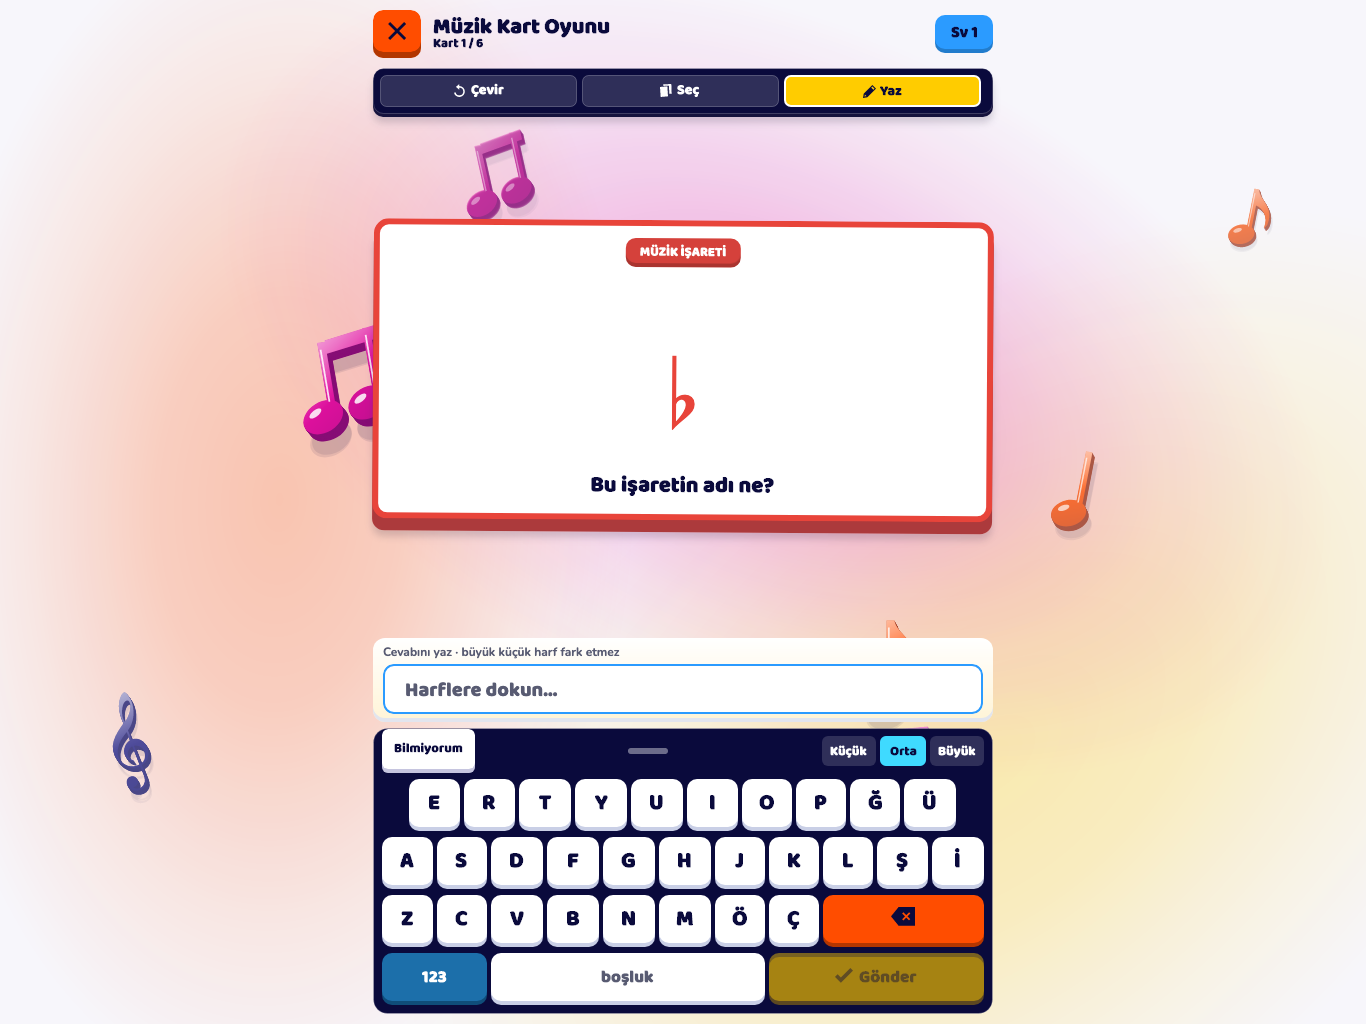 Müzik Kart Oyunu
Kart 1 / 6
Sv 1
Çevir
Seç
Yaz
MÜZİK İŞARETİ
♭
Bu işaretin adı ne?
Cevabını yaz · büyük küçük harf fark etmez
Harflere dokun...
Bilmiyorum
Küçük Orta Büyük
E R T Y U I O P Ğ Ü
A S D F G H J K L Ş İ
Z C V B N M Ö Ç
123 boşluk Gönder